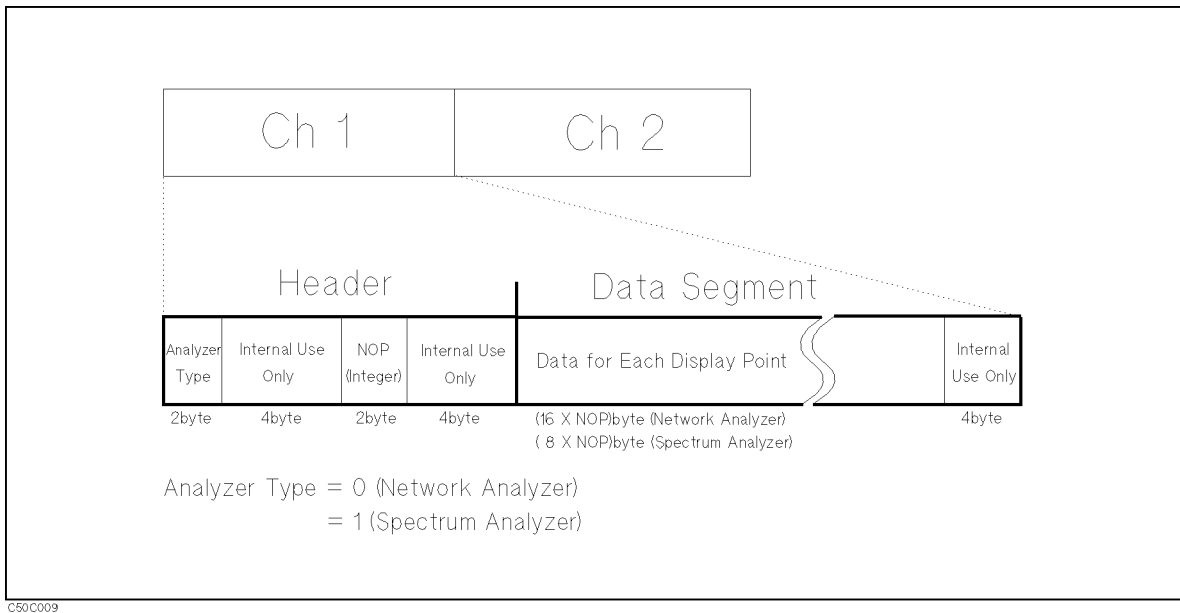 Ch 1 Ch 2
Header Data Segment
Analyzer Type
Internal Use Only
NOP (Integer)
Internal Use Only
Data for Each Display Point
Internal Use Only
2byte 4byte 2byte 4byte (16 X NOP)byte (Network Analyzer) 4byte
( 8 X NOP)byte (Spectrum Analyzer)
Analyzer Type = 0 (Network Analyzer)
= 1 (Spectrum Analyzer)
C50C009